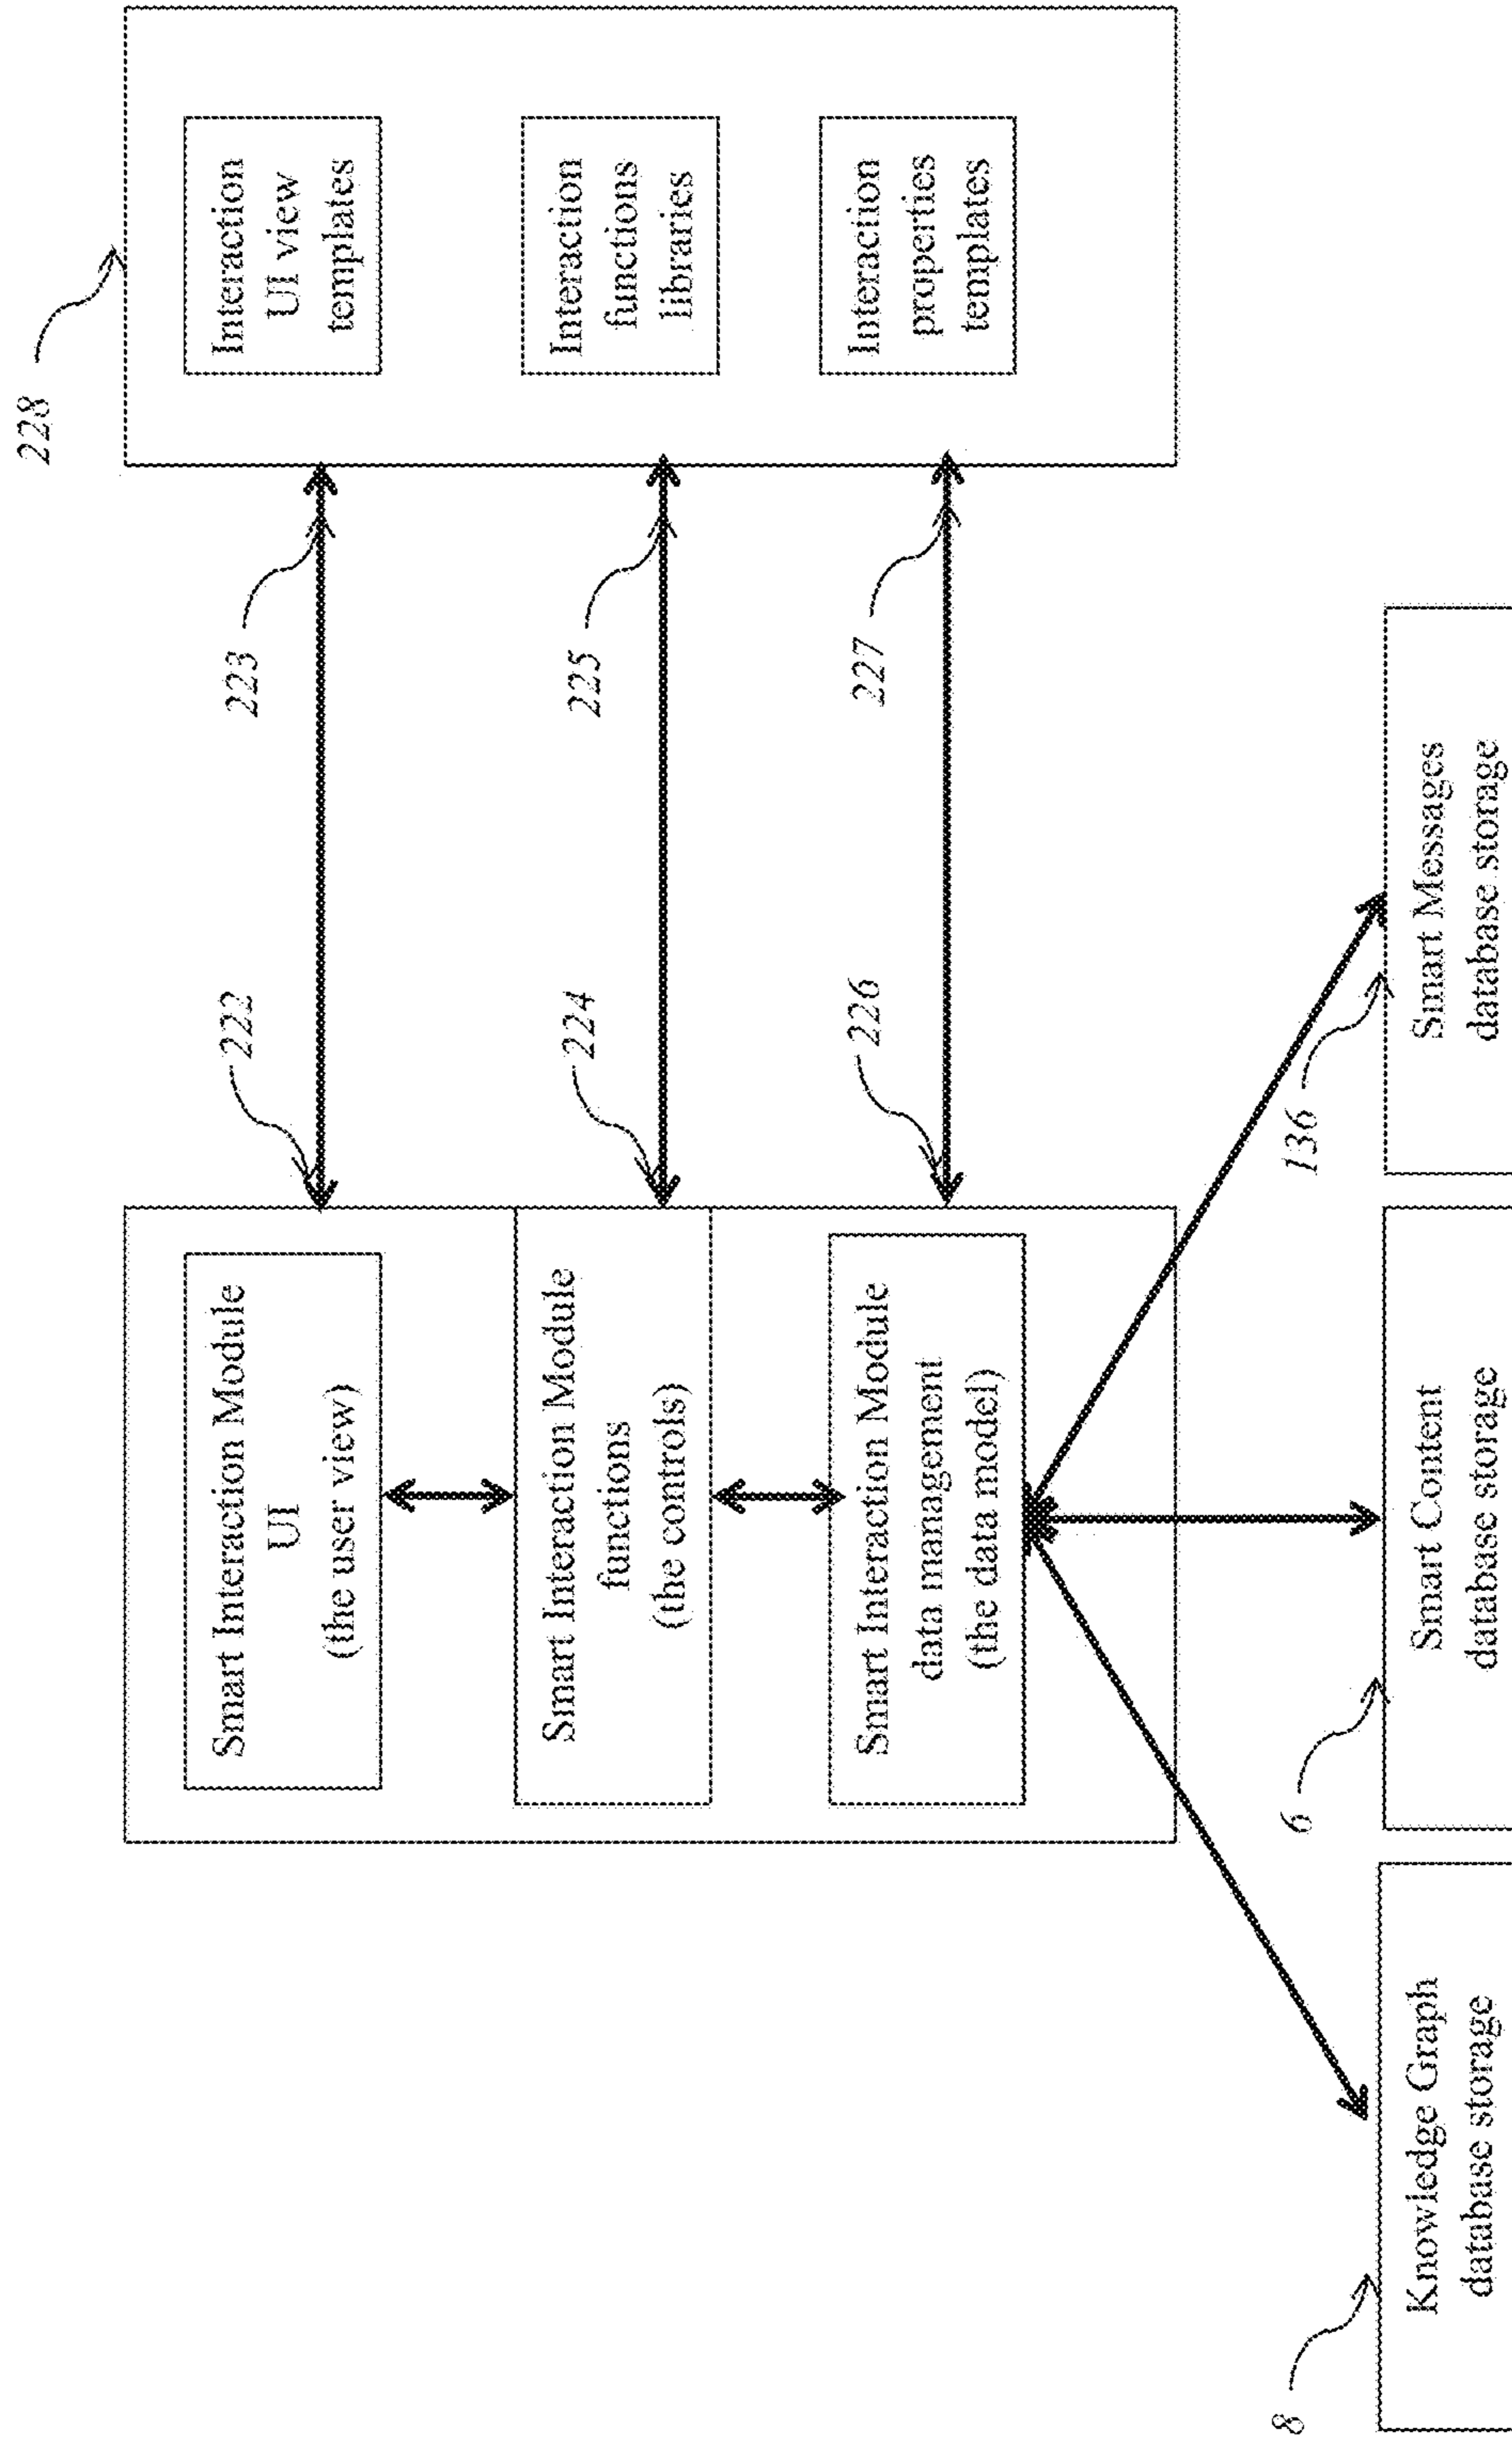 228
Interaction
UI view
templates
Interaction
functions
libraries
Interaction
properties
templates
222
223
224
225
226
227
Smart Interaction Module
UI
(the user view)
Smart Interaction Module
functions
(the controls)
Smart Interaction Module
data management
(the data model)
8
Knowledge Graph
database storage
6
Smart Content
database storage
136
Smart Messages
database storage